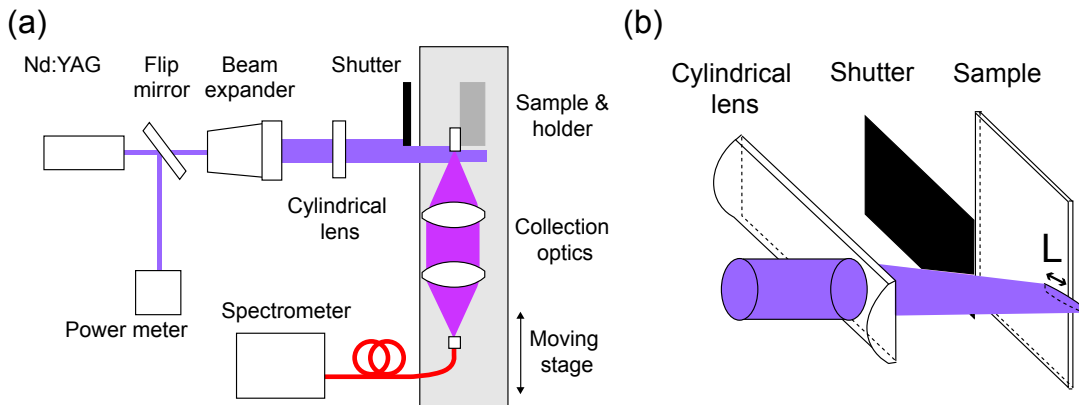 (a)
Nd:YAG
Flip
mirror
Beam
expander
Shutter
Sample &
holder
Cylindrical
lens
Collection
optics
Power meter
Spectrometer
Moving
stage
(b)
Cylindrical
lens
Shutter
Sample
L